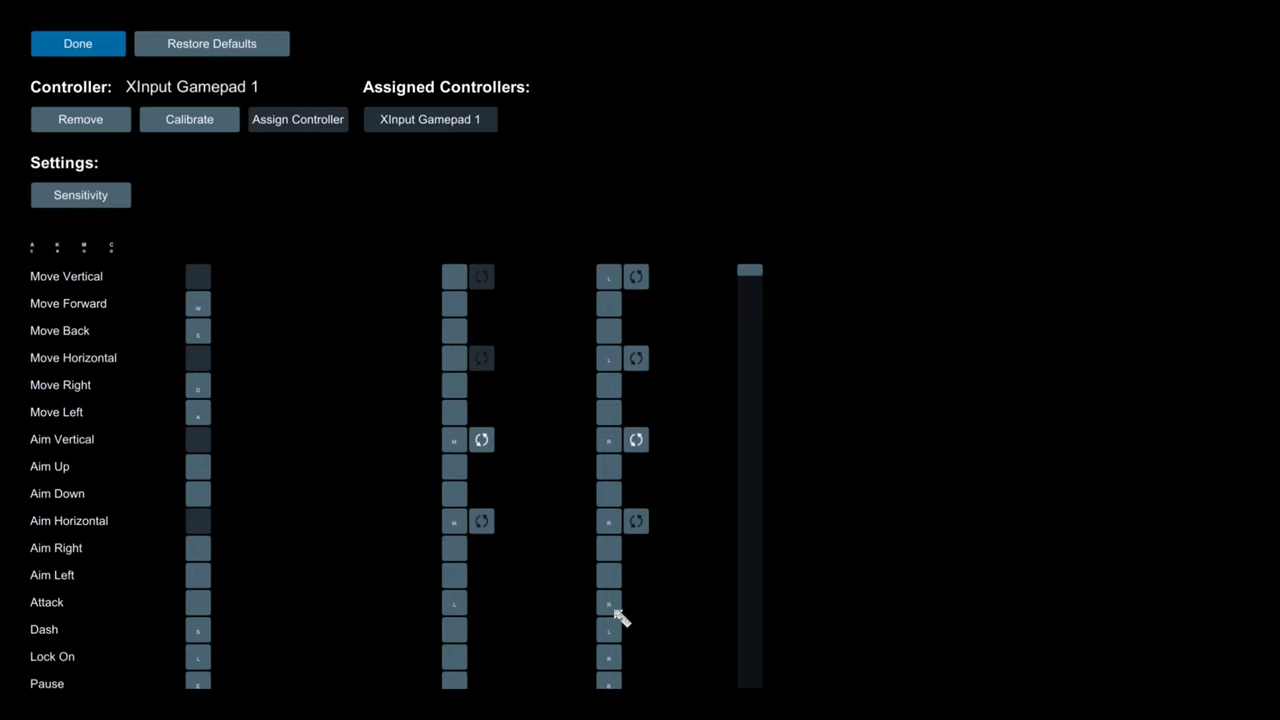 Done Restore Defaults
Controller: XInput Gamepad 1 Assigned Controllers:
Remove Calibrate Assign Controller XInput Gamepad 1
Settings:
Sensitivity
A K M C
Move Vertical L
Move Forward W
Move Back S
Move Horizontal L
Move Right D
Move Left A
Aim Vertical M R
Aim Up
Aim Down
Aim Horizontal M R
Aim Right
Aim Left
Attack L R
Dash S L
Lock On L R
Pause